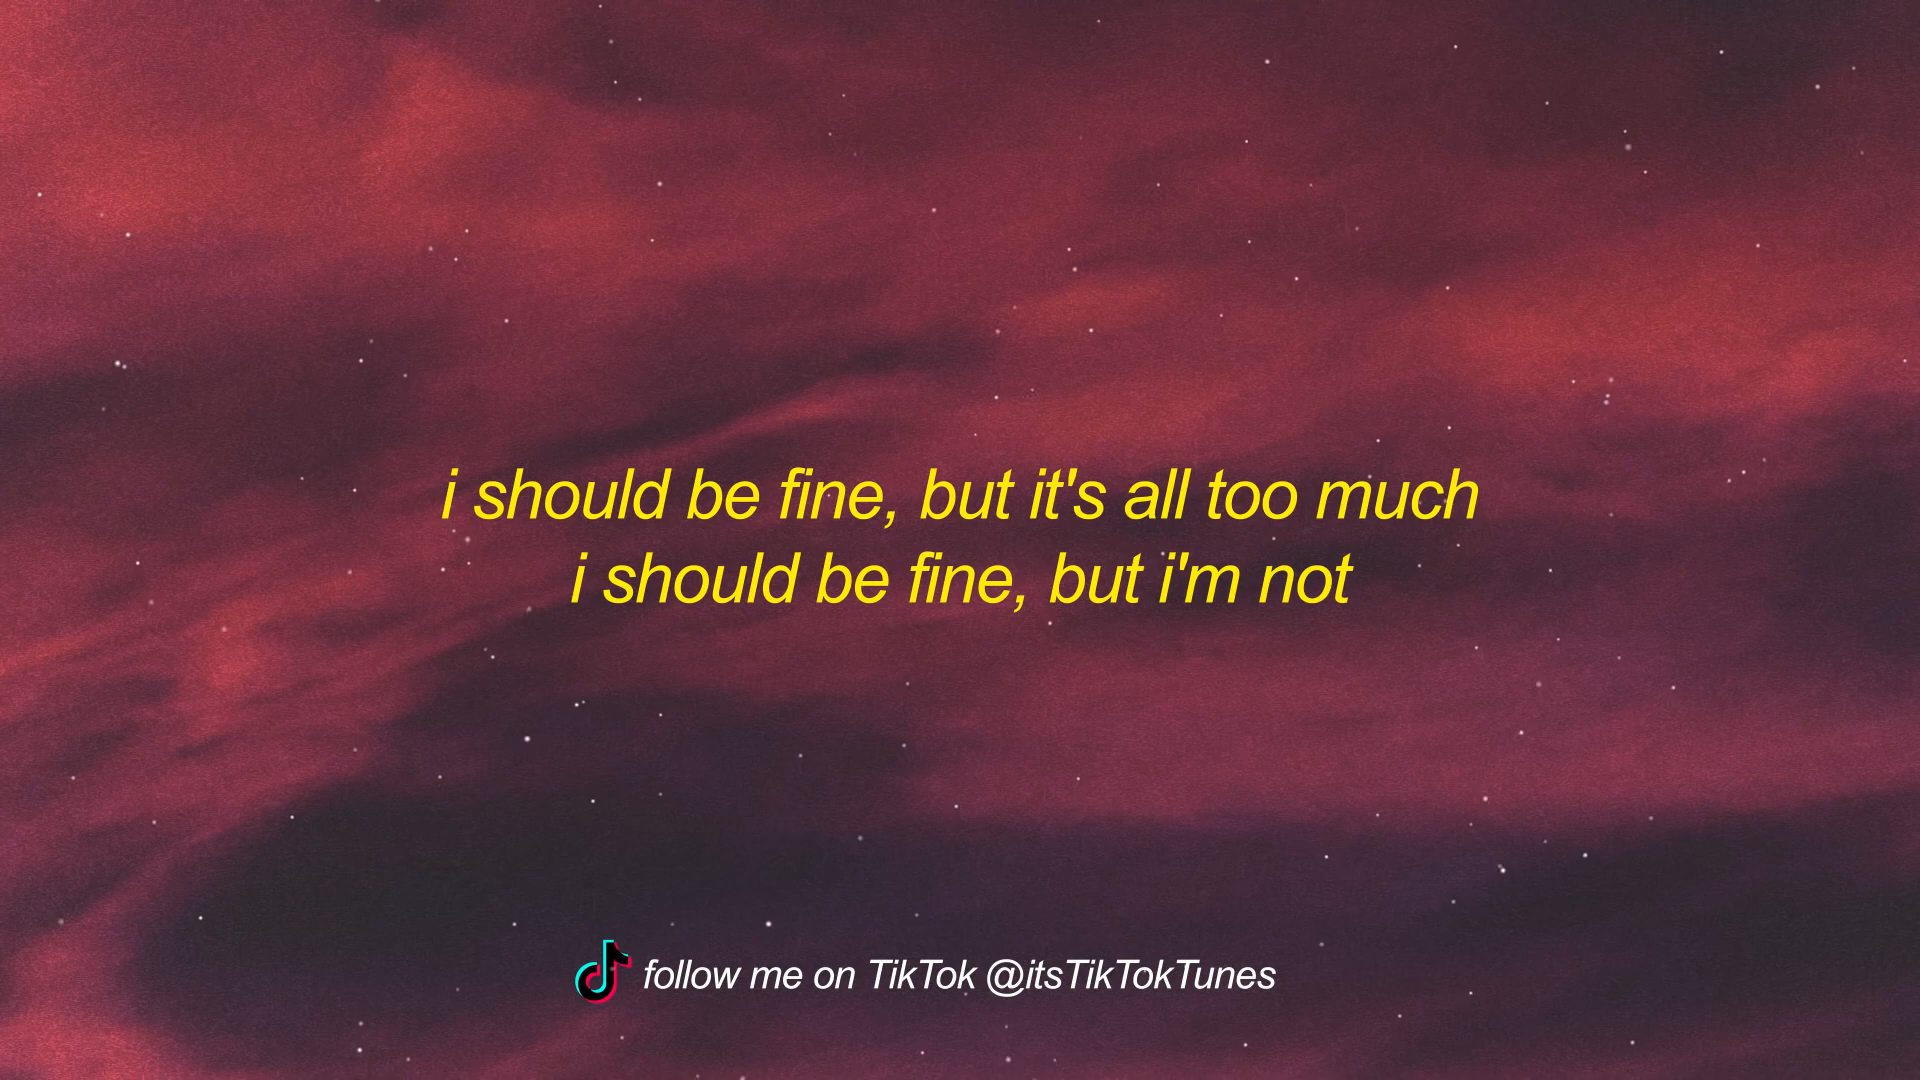 i should be fine, but it's all too much
i should be fine, but i'm not
follow me on TikTok @itsTikTokTunes